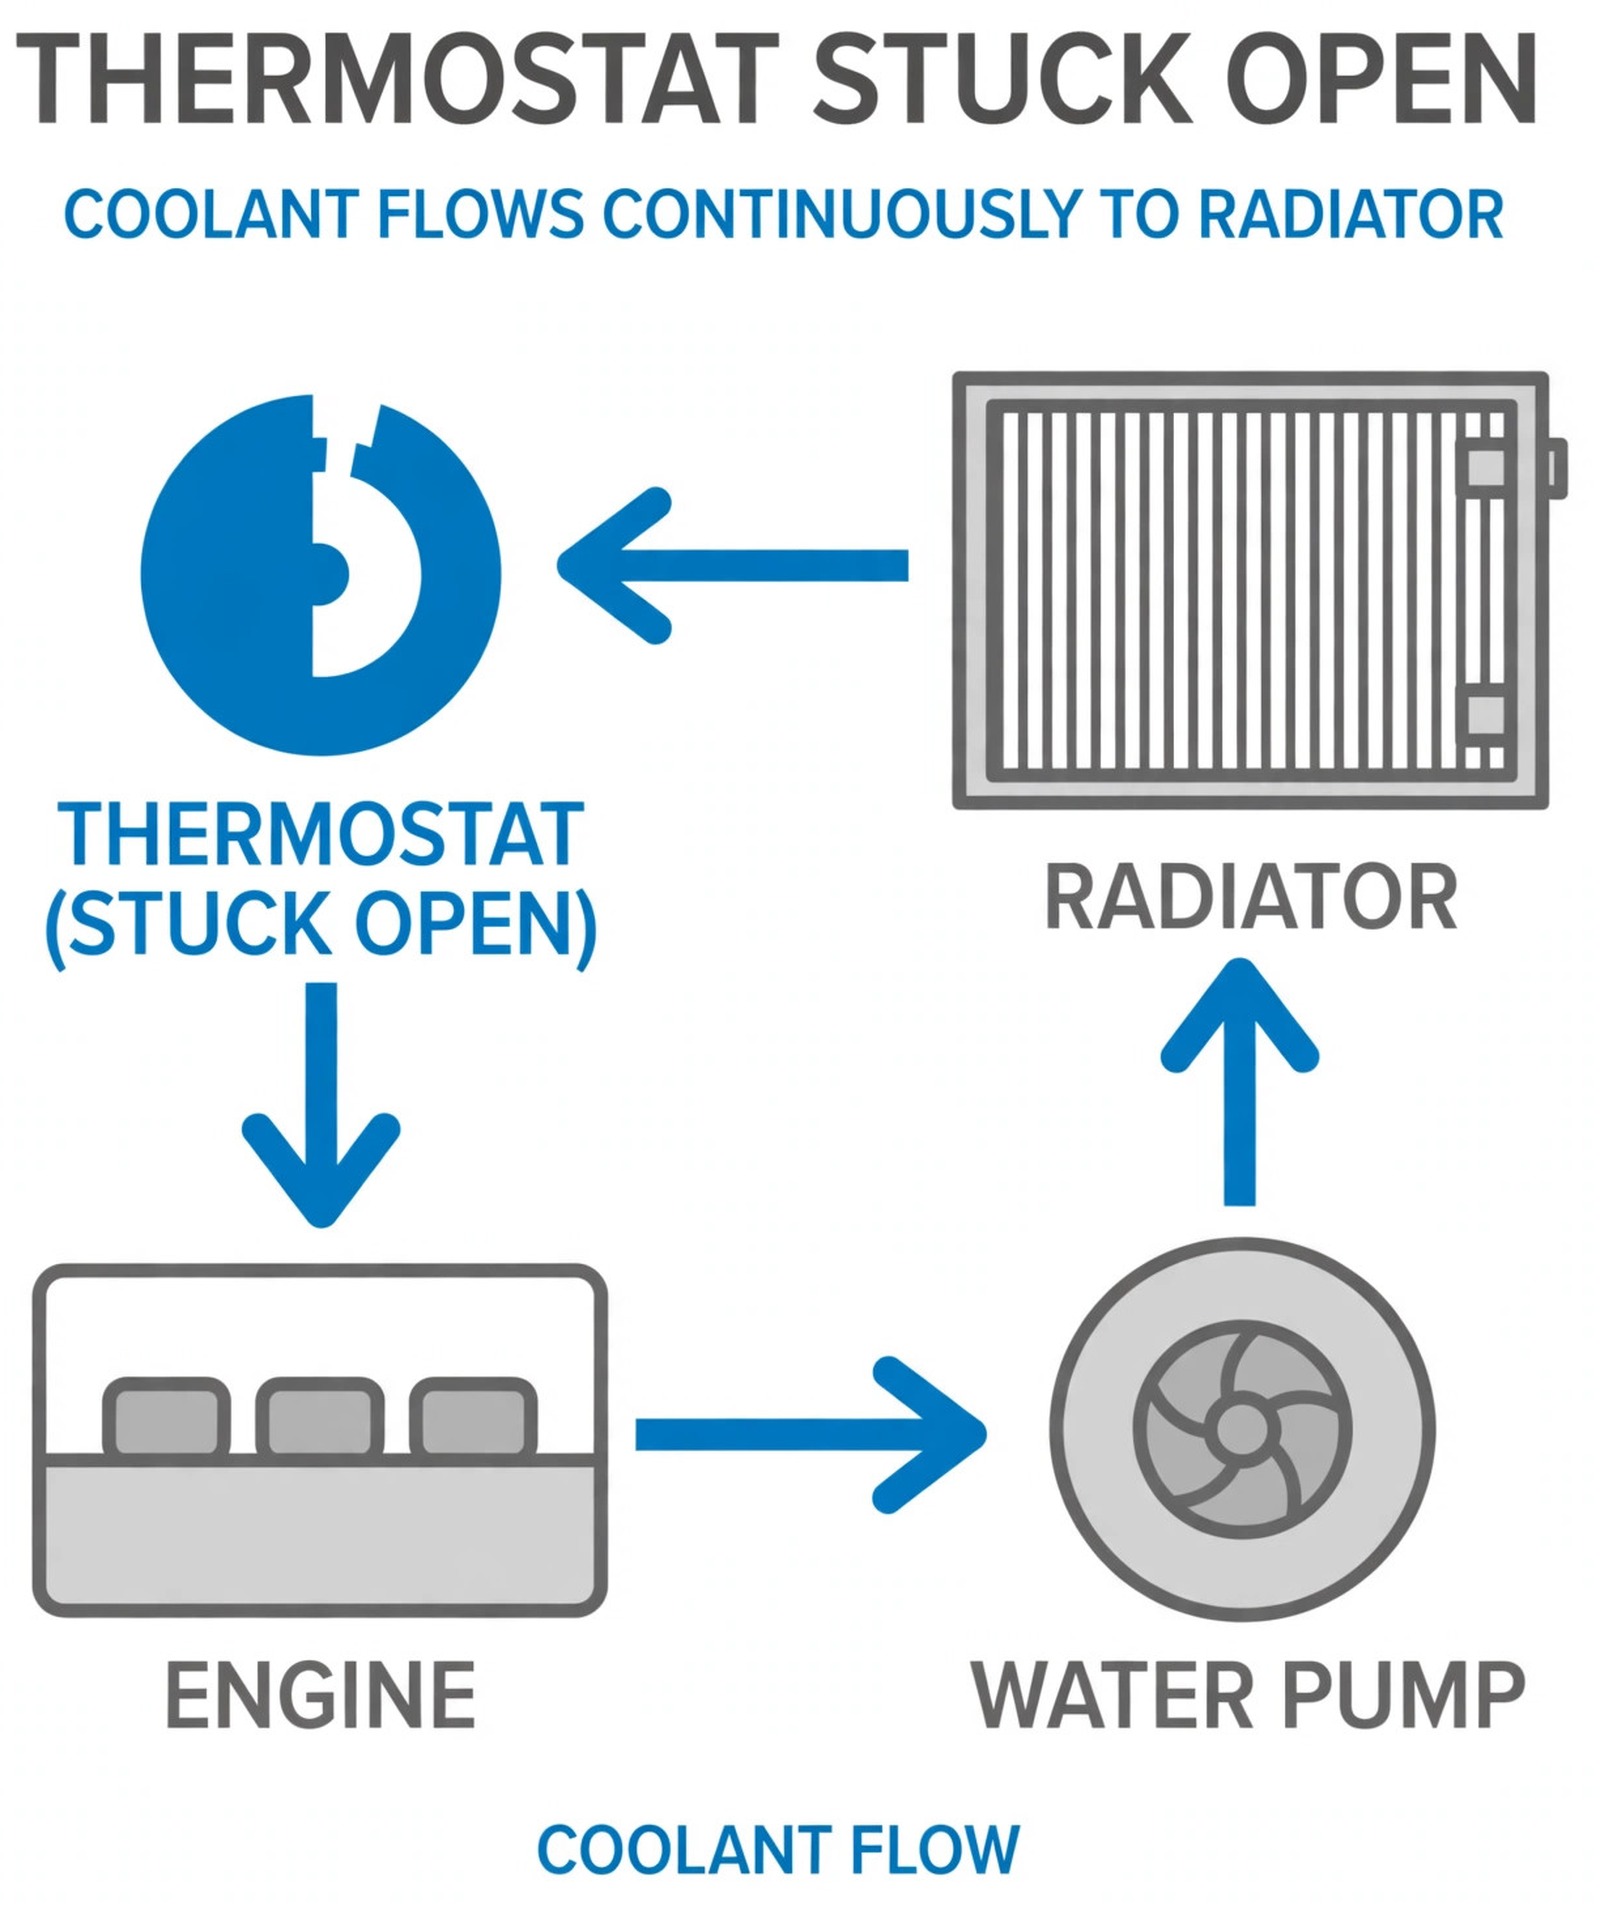 THERMOSTAT STUCK OPEN
COOLANT FLOWS CONTINUOUSLY TO RADIATOR
THERMOSTAT
(STUCK OPEN)
RADIATOR
ENGINE
WATER PUMP
COOLANT FLOW